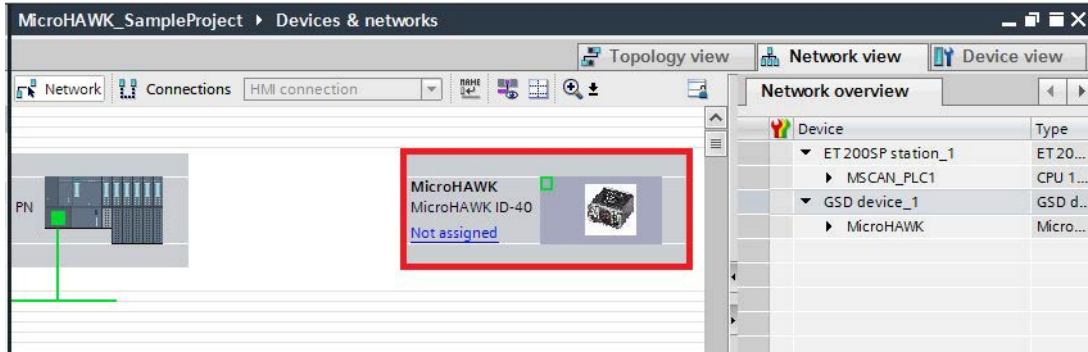 MicroHAWK_SampleProject ▸ Devices & networks
Topology view
Network view
Device view
Network
Connections
HMI connection
NAME
Network overview
Device
Type
ET 200SP station_1
ET 20...
MSCAN_PLC1
CPU 1...
GSD device_1
GSD d...
MicroHAWK
Micro...
PN
MicroHAWK
MicroHAWK ID-40
Not assigned